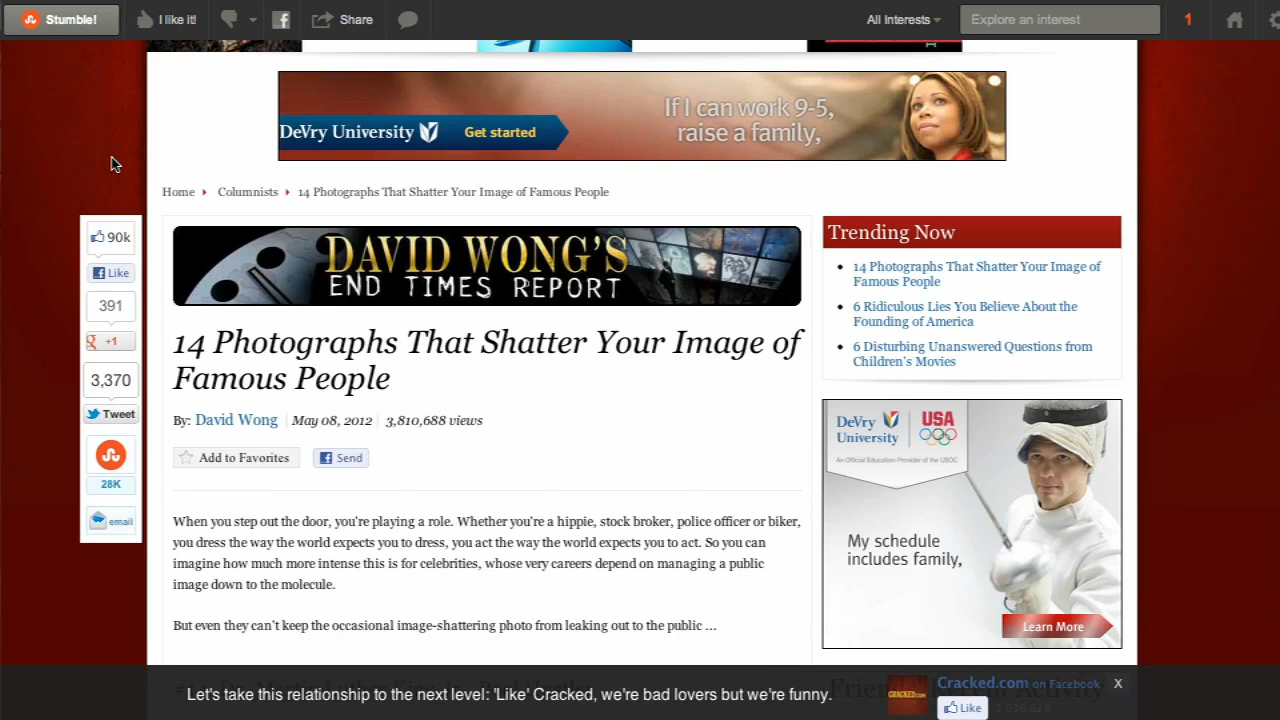 Stumble!
I like it!
Share
All Interests
Explore an interest
1
DeVry University
Get started
If I can work 9-5,
raise a family,
Home
Columnists
14 Photographs That Shatter Your Image of Famous People
90k
Like
391
+1
3,370
Tweet
28K
email
DAVID WONG'S
END TIMES REPORT
14 Photographs That Shatter Your Image of
Famous People
By: David Wong
May 08, 2012
3,810,688 views
Add to Favorites
Send
When you step out the door, you're playing a role. Whether you're a hippie, stock broker, police officer or biker,
you dress the way the world expects you to dress, you act the way the world expects you to act. So you can
imagine how much more intense this is for celebrities, whose very careers depend on managing a public
image down to the molecule.
But even they can't keep the occasional image-shattering photo from leaking out to the public ...
Trending Now
14 Photographs That Shatter Your Image of
Famous People
6 Ridiculous Lies You Believe About the
Founding of America
6 Disturbing Unanswered Questions from
Children's Movies
DeVry
University
USA
An Official Education Provider of the USOC
My schedule
includes family,
Learn More
Let's take this relationship to the next level: 'Like' Cracked, we're bad lovers but we're funny.
CRACKED.COM
Cracked.com on Facebook
X
Like